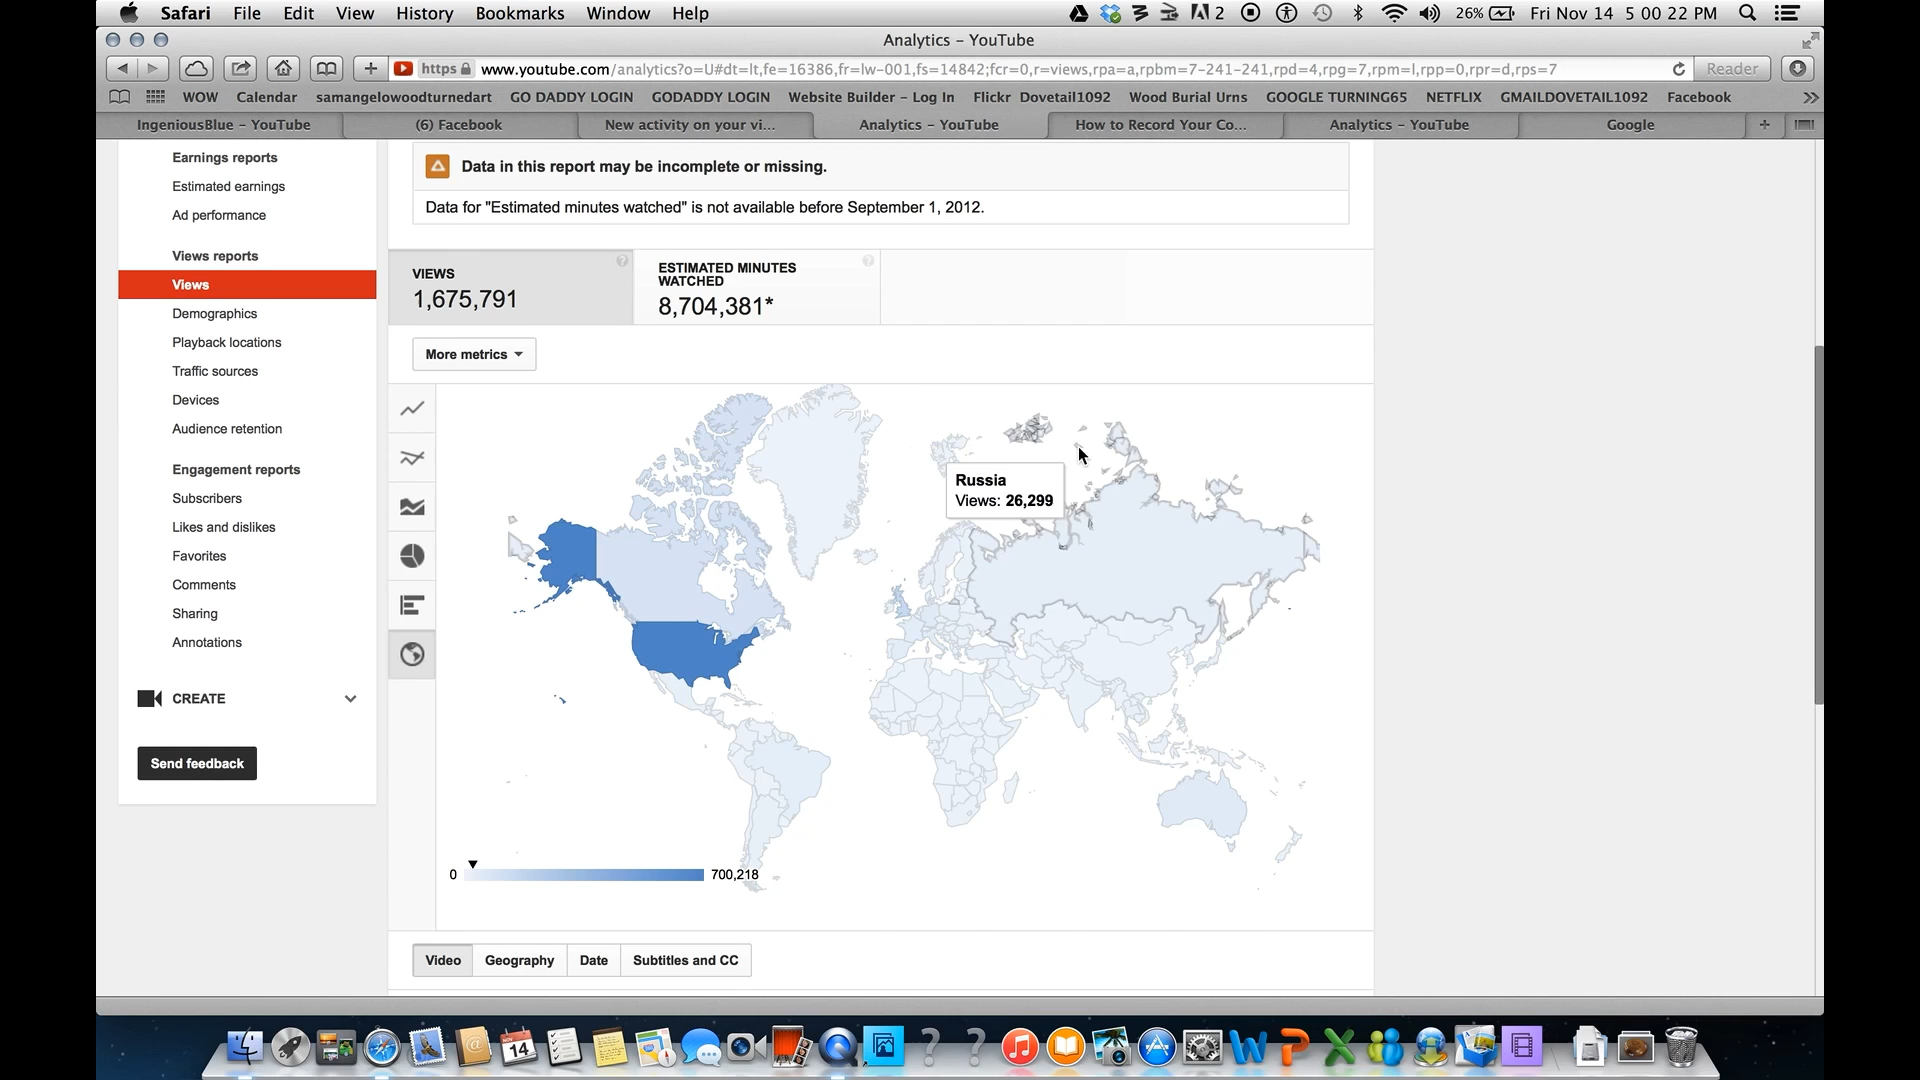 Safari File Edit View History Bookmarks Window Help 2 26% Fri Nov 14 5 00 22 PM
Analytics – YouTube
https www.youtube.com/analytics?o=U#dt=lt,fe=16386,fr=lw-001,fs=14842;fcr=0,r=views,rpa=a,rpbm=7-241-241,rpd=4,rpg=7,rpm=l,rpp=0,rpr=d,rps=7 Reader
WOW Calendar samangelowoodturnedart GO DADDY LOGIN GODADDY LOGIN Website Builder – Log In Flickr Dovetail1092 Wood Burial Urns GOOGLE TURNING65 NETFLIX GMAILDOVETAIL1092 Facebook
IngeniousBlue – YouTube (6) Facebook New activity on your vi... Analytics – YouTube How to Record Your Co... Analytics – YouTube Google
Earnings reports
Estimated earnings
Ad performance
Views reports
Views
Demographics
Playback locations
Traffic sources
Devices
Audience retention
Engagement reports
Subscribers
Likes and dislikes
Favorites
Comments
Sharing
Annotations
CREATE
Send feedback
Data in this report may be incomplete or missing.
Data for "Estimated minutes watched" is not available before September 1, 2012.
VIEWS
1,675,791
ESTIMATED MINUTES
WATCHED
8,704,381*
More metrics
Russia
Views: 26,299
0 700,218
Video Geography Date Subtitles and CC
NOV
14